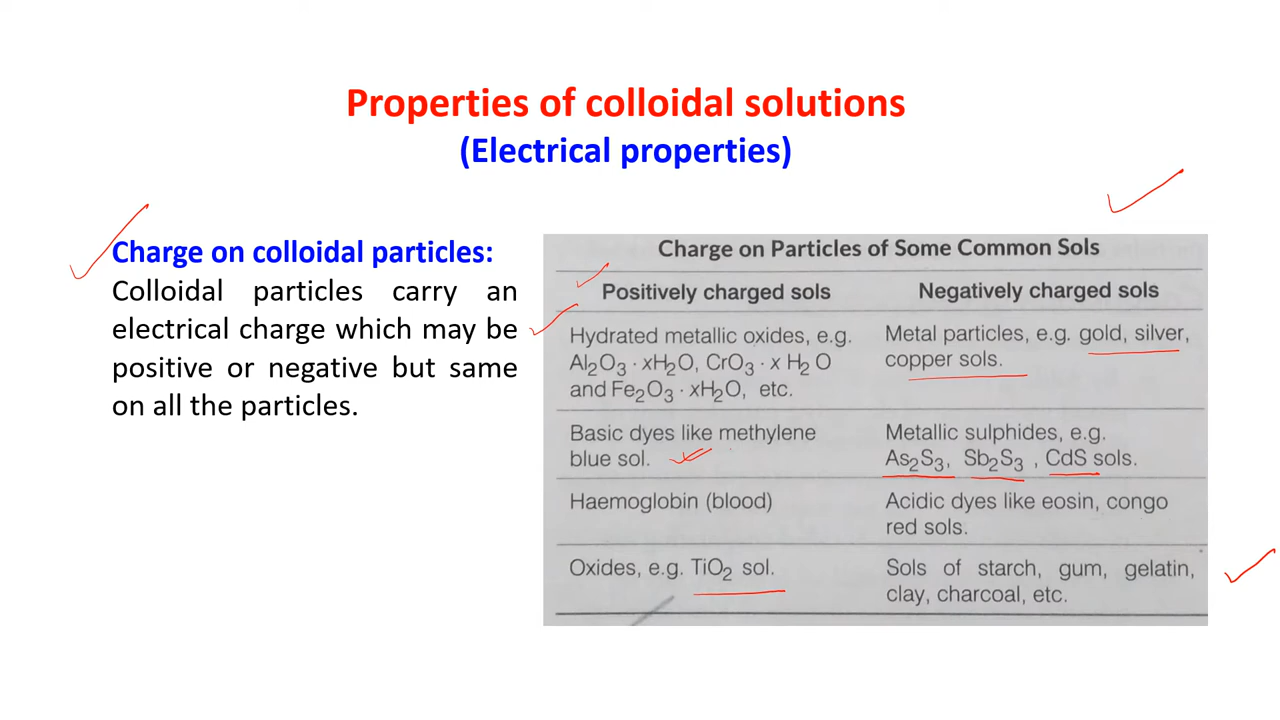 Properties of colloidal solutions
(Electrical properties)
Charge on colloidal particles:
Colloidal particles carry an
electrical charge which may be
positive or negative but same
on all the particles.
Charge on Particles of Some Common Sols
Positively charged sols
Negatively charged sols
Hydrated metallic oxides, e.g.
Al₂O₃ · xH₂O, CrO₃ · x H₂O
and Fe₂O₃ · xH₂O, etc.
Metal particles, e.g. gold, silver,
copper sols.
Basic dyes like methylene
blue sol.
Metallic sulphides, e.g.
As₂S₃, Sb₂S₃ , CdS sols.
Haemoglobin (blood)
Acidic dyes like eosin, congo
red sols.
Oxides, e.g. TiO₂ sol.
Sols of starch, gum, gelatin,
clay, charcoal, etc.